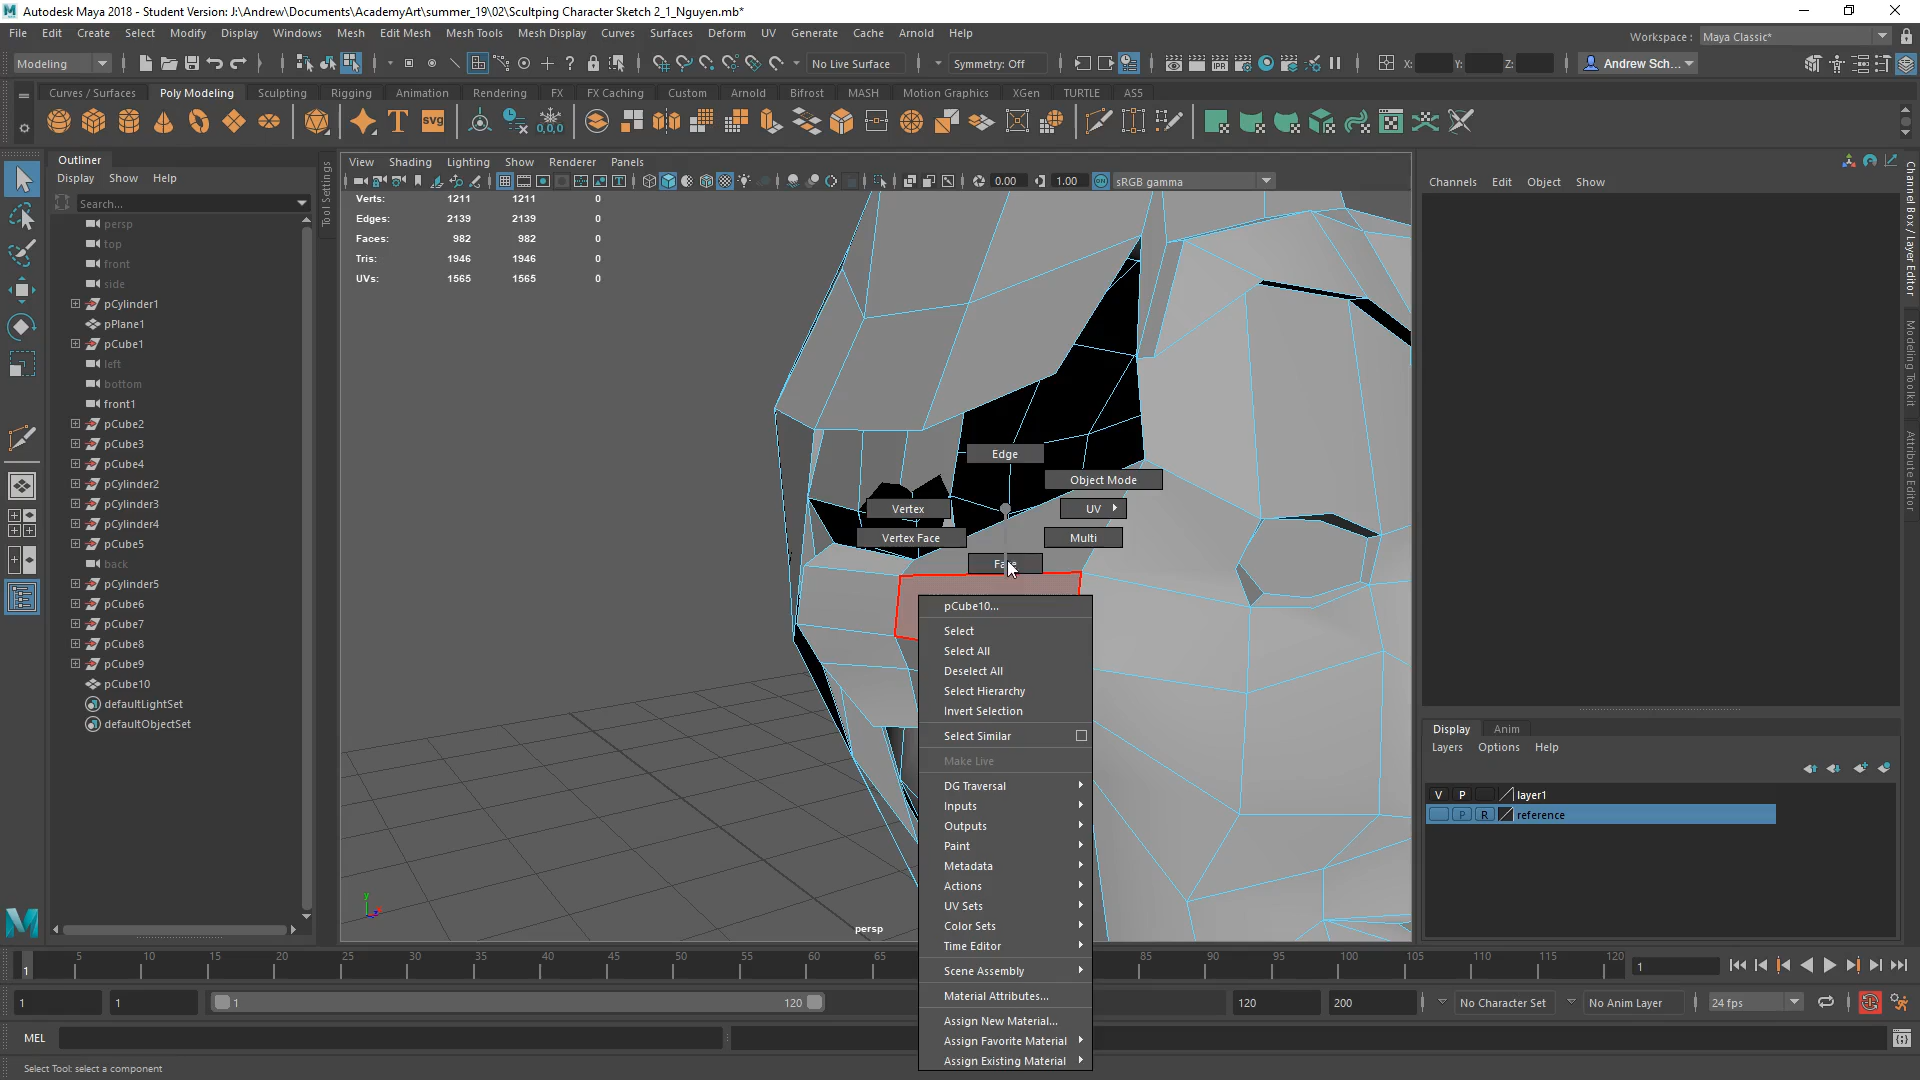 Autodesk Maya 2018 - Student Version: J:\Andrew\Documents\AcademyArt\summer_19\02\Scultping Character Sketch 2_1_Nguyen.mb*
File Edit Create Select Modify Display Windows Mesh Edit Mesh Mesh Tools Mesh Display Curves Surfaces Deform UV Generate Cache Arnold Help
Workspace : Maya Classic*
Modeling No Live Surface Symmetry: Off X: Y: Z: Andrew Sch...
Curves / Surfaces Poly Modeling Sculpting Rigging Animation Rendering FX FX Caching Custom Arnold Bifrost MASH Motion Graphics XGen TURTLE AS5
T SVG 0,0,0
Outliner
Display Show Help
Search...
persp
top
front
side
pCylinder1
pPlane1
pCube1
left
bottom
front1
pCube2
pCube3
pCube4
pCylinder2
pCylinder3
pCylinder4
pCube5
back
pCylinder5
pCube6
pCube7
pCube8
pCube9
pCube10
defaultLightSet
defaultObjectSet
Tool Settings
View Shading Lighting Show Renderer Panels
0.00 1.00 sRGB gamma
Verts: 1211 1211 0
Edges: 2139 2139 0
Faces: 982 982 0
Tris: 1946 1946 0
UVs: 1565 1565 0
Edge
Object Mode
Vertex
UV
Vertex Face
Multi
Face
pCube10...
Select
Select All
Deselect All
Select Hierarchy
Invert Selection
Select Similar
Make Live
DG Traversal
Inputs
Outputs
Paint
Metadata
Actions
UV Sets
Color Sets
Time Editor
Scene Assembly
Material Attributes...
Assign New Material...
Assign Favorite Material
Assign Existing Material
persp
Channels Edit Object Show
Channel Box / Layer Editor
Modeling Toolkit
Attribute Editor
Display Anim
Layers Options Help
V P layer1
P R reference
1 5 10 15 20 25 30 35 40 45 50 55 60 65 85 90 95 100 105 110 115 120 1
1 1 1 120 120 200 No Character Set No Anim Layer 24 fps
MEL
Select Tool: select a component